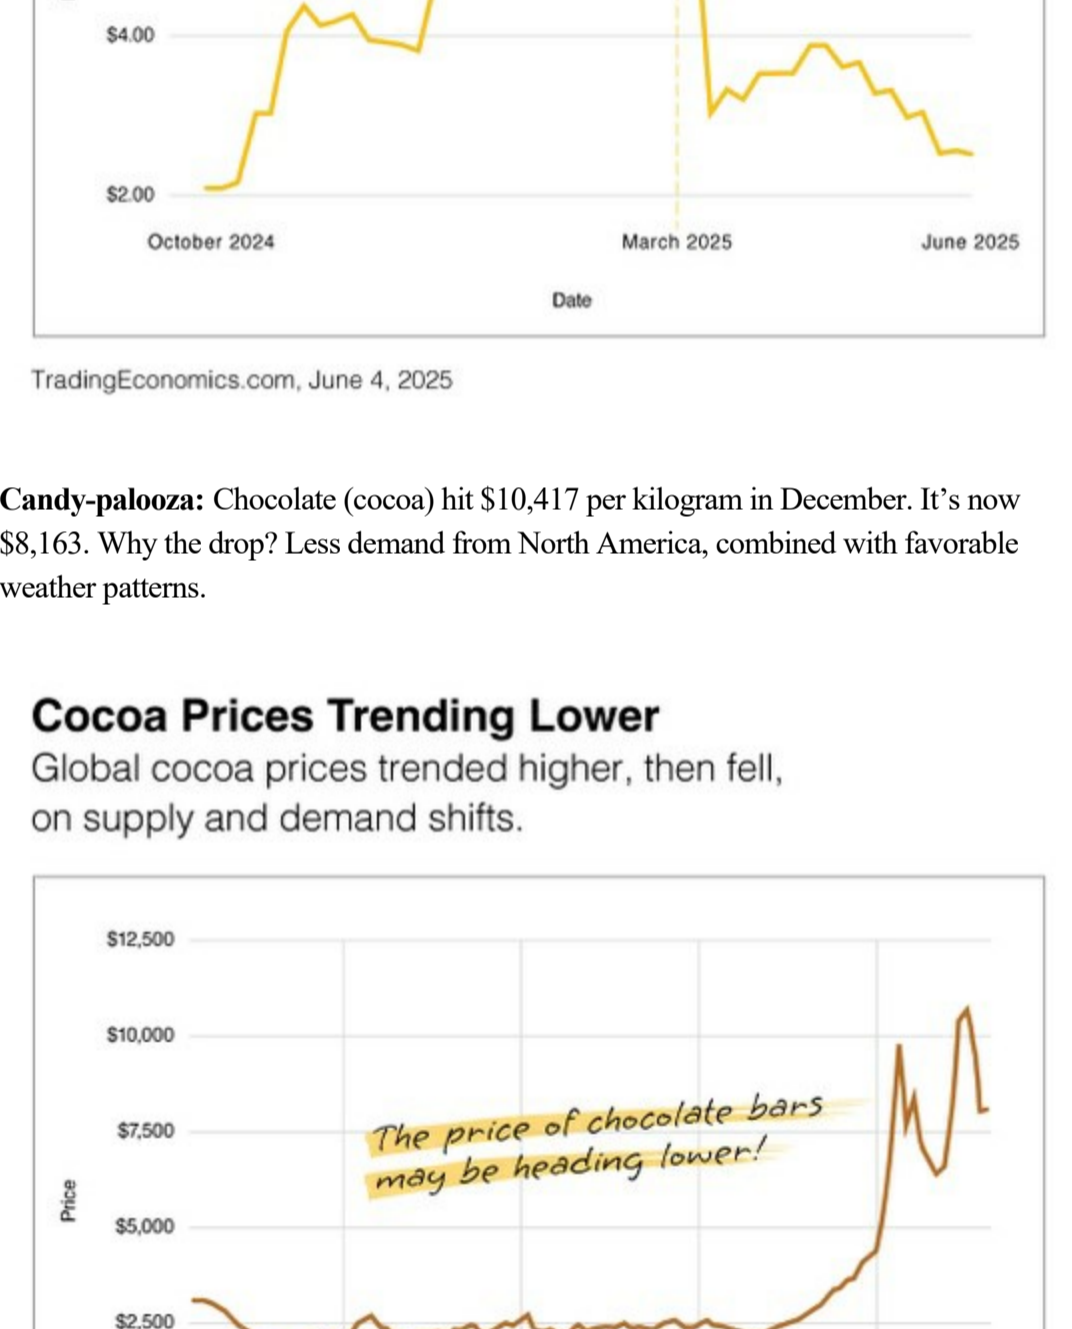 $4.00
$2.00
October 2024
March 2025
June 2025
Date
TradingEconomics.com, June 4, 2025
Candy-palooza: Chocolate (cocoa) hit $10,417 per kilogram in December. It’s now
$8,163. Why the drop? Less demand from North America, combined with favorable
weather patterns.
Cocoa Prices Trending Lower
Global cocoa prices trended higher, then fell,
on supply and demand shifts.
$12,500
$10,000
$7,500
$5,000
$2,500
Price
The price of chocolate bars
may be heading lower!